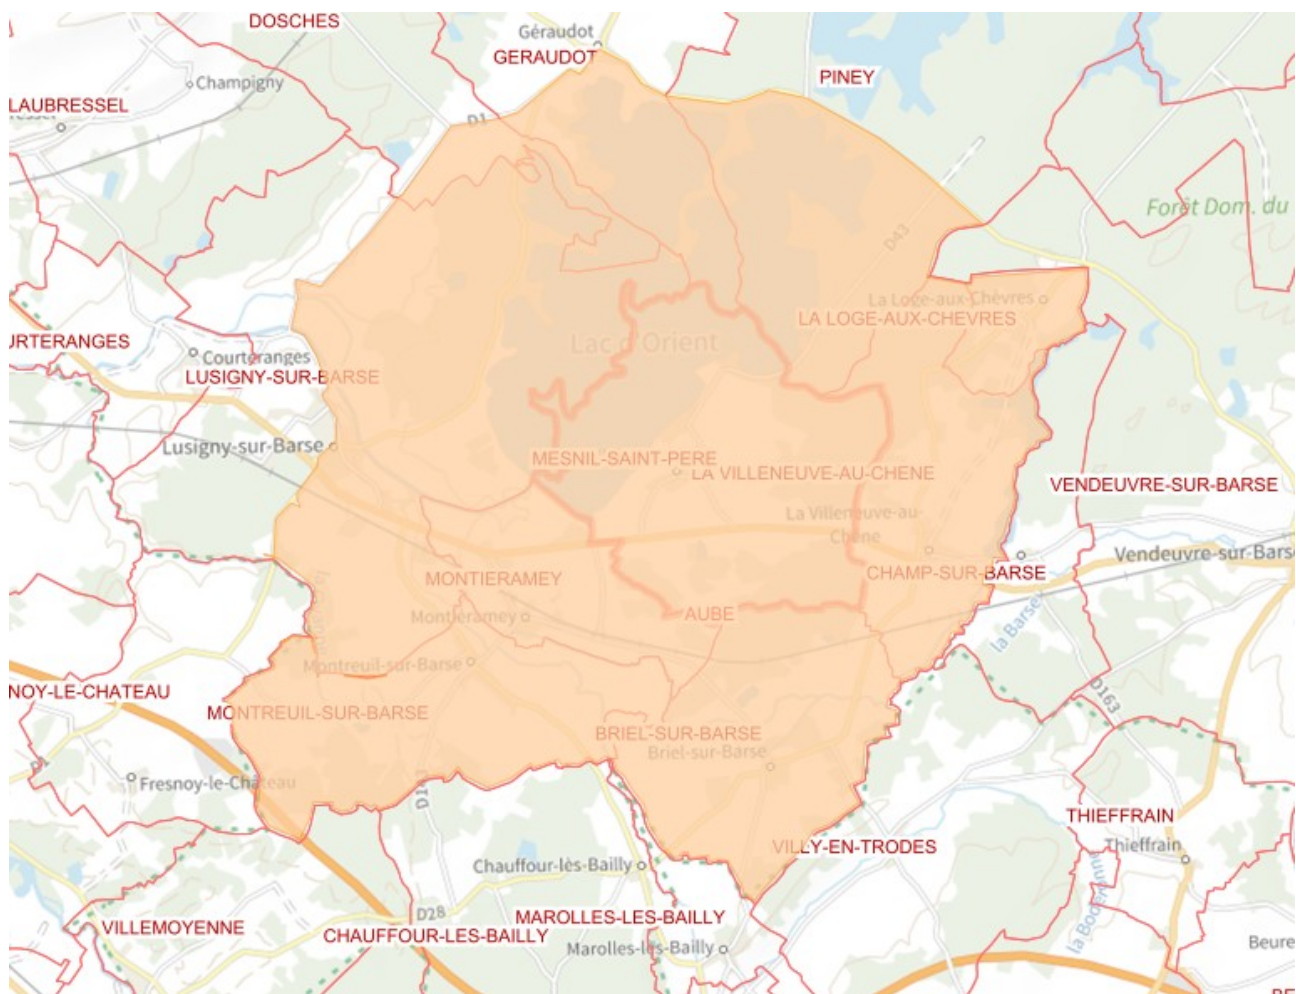 DOSCHES
Géraudot
GERAUDOT
PINEY
Champigny
LAUBRESSEL
D1
Forêt Dom. du
D43
La Loge-aux-Chèvres
LA LOGE-AUX-CHEVRES
URTERANGES
Lac d'Orient
Courteranges
LUSIGNY-SUR-BARSE
Lusigny-sur-Barse
MESNIL-SAINT-PERE
LA VILLENEUVE-AU-CHENE
VENDEUVRE-SUR-BARSE
La Villeneuve-au-
Chêne
Vendeuvre-sur-Barse
MONTIERAMEY
CHAMP-SUR-BARSE
Montiéramey
AUBE
la Barse
Montreuil-sur-Barse
NOY-LE-CHATEAU
D163
MONTREUIL-SUR-BARSE
BRIEL-SUR-BARSE
Briel-sur-Barse
Fresnoy-le-Château
THIEFFRAIN
Thieffrain
VILLY-EN-TRODES
Chauffour-lès-Bailly
D28
MAROLLES-LES-BAILLY
VILLEMOYENNE
CHAUFFOUR-LES-BAILLY
Marolles-lès-Bailly
Beure